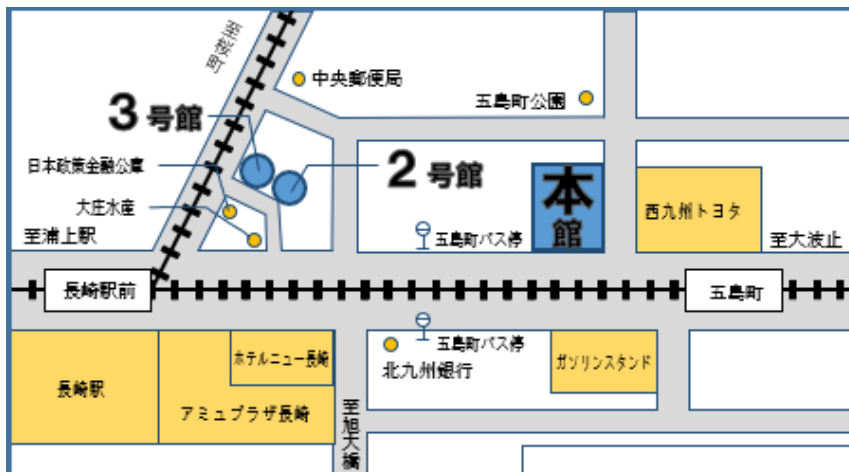 至桜町
中央郵便局
五島町公園
3号館
日本政策金融公庫
2号館
大庄水産
本館
西九州トヨタ
至浦上駅
五島町バス停
至大波止
長崎駅前
五島町
五島町バス停
ホテルニュー長崎
北九州銀行
ガソリンスタンド
長崎駅
アミュプラザ長崎
至旭大橋